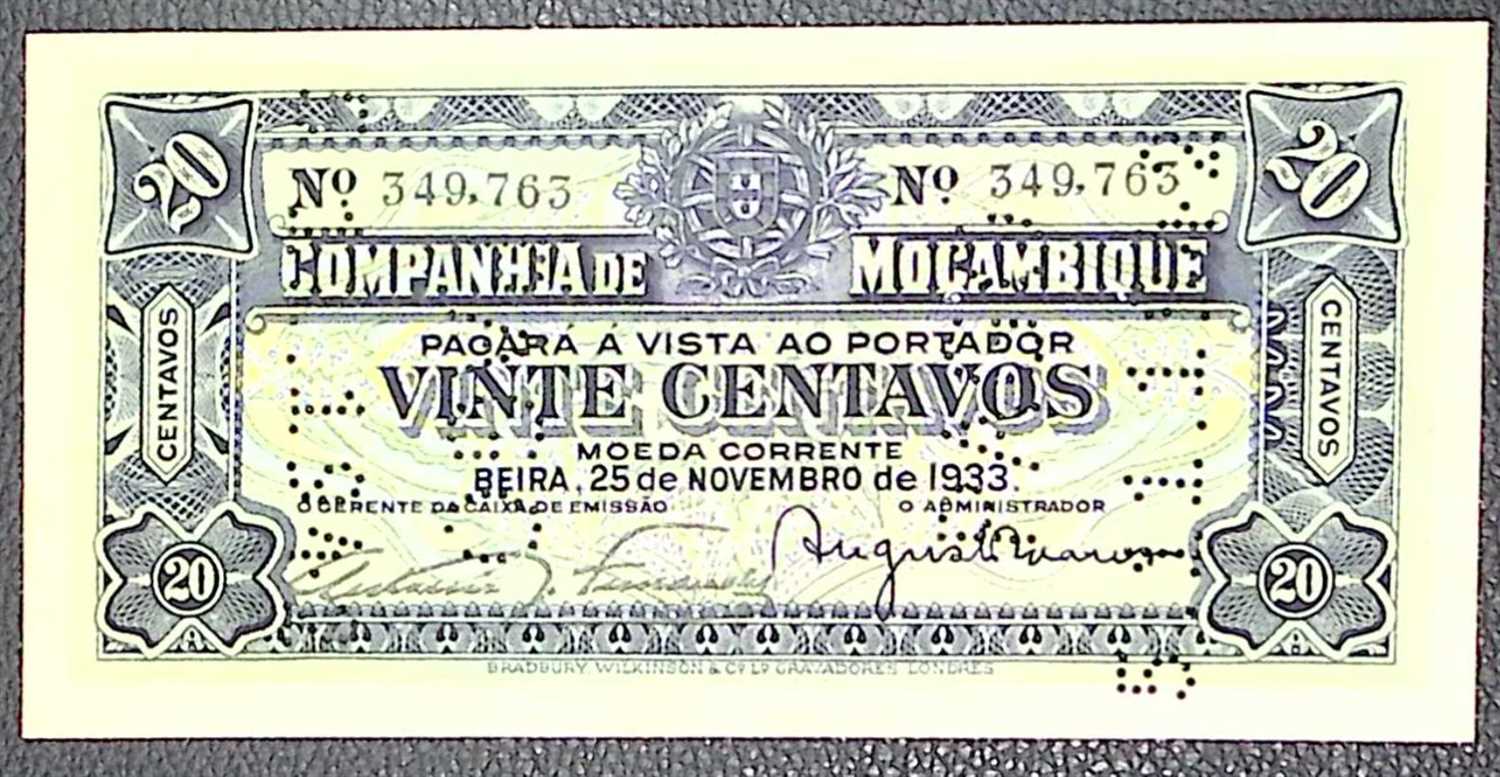 20 20
Nº 349,763 Nº 349,763
COMPANHIA DE MOÇAMBIQUE
PAGARÁ Á VISTA AO PORTADOR
VINTE CENTAVOS
CENTAVOS CENTAVOS
MOEDA CORRENTE
BEIRA, 25 de NOVEMBRO de 1933.
O GERENTE DA CAIXA DE EMISSÃO O ADMINISTRADOR
20 20
BRADBURY, WILKINSON & Cº Lº GRAVADORES LONDRES